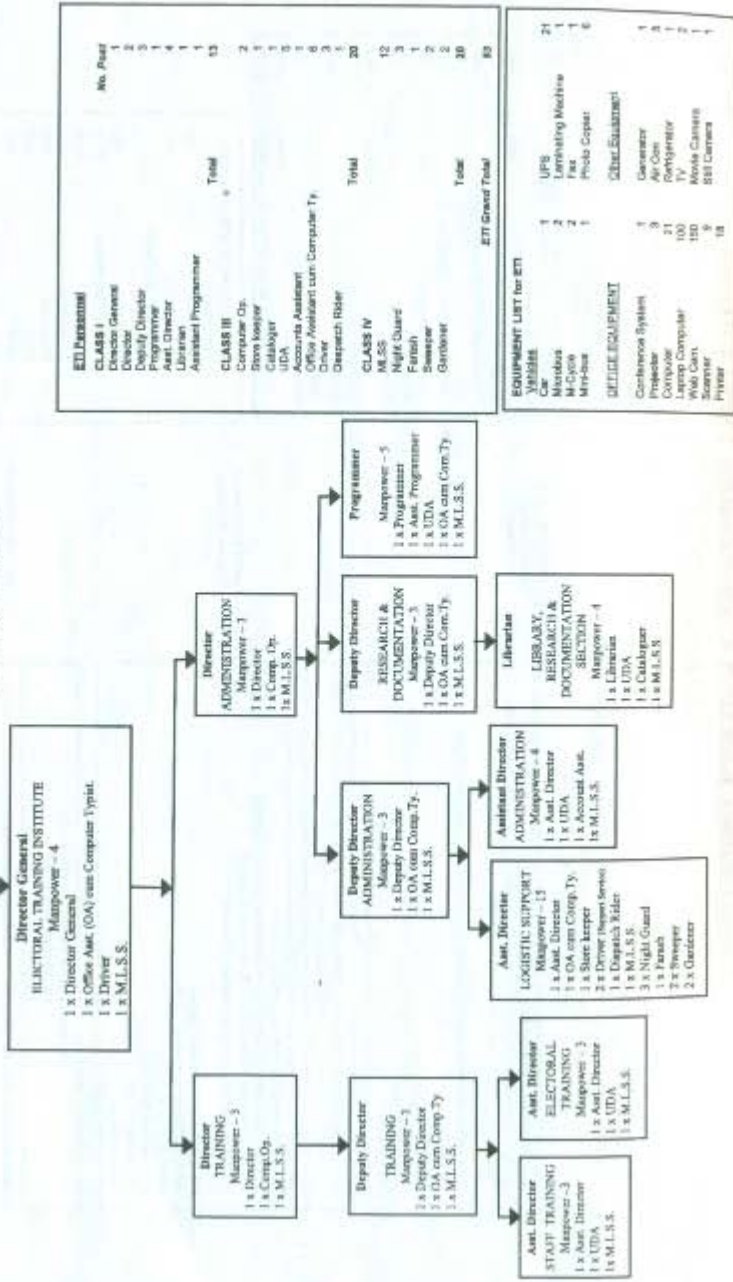 Director General
ELECTORAL TRAINING INSTITUTE
Manpower – 4
1 x Director General
1 x Office Asst. (OA) cum Computer Typist.
1 x Driver
1 x M.L.S.S.
Director
TRAINING
Manpower – 3
1 x Director
1 x Comp.Op.
1 x M.L.S.S.
Director
ADMINISTRATION
Manpower – 3
1 x Director
1 x Comp. Op.
1x M.L.S.S.
Deputy Director
TRAINING
Manpower – 3
1 x Deputy Director
1 x OA cum Comp Ty
1 x M.L.S.S.
Deputy Director
ADMINISTRATION
Manpower – 3
1 x Deputy Director
1 x OA cum Comp.Ty.
1 x M.L.S.S.
Deputy Director
RESEARCH &
DOCUMENTATION
Manpower – 3
1 x Deputy Director
1 x OA cum Com.Ty.
1 x M.L.S.S.
Programmer
Manpower – 5
1 x Programmer
1 x Asst. Programmer
1 x UDA
1 x OA cum Com.Ty.
1 x M.L.S.S.
Asst. Director
STAFF TRAINING
Manpower –3
1 x Asst. Director
1 x UDA
1x M.L.S.S.
Asst. Director
ELECTORAL
TRAINING
Manpower – 3
1 x Asst. Director
1 x UDA
1 x M.L.S.S.
Asst. Director
LOGISTIC SUPPORT
Manpower – 15
1 x Asst. Director
1 x OA cum Comp.Ty.
1 x Store keeper
2 x Driver (Support Service)
1 x Dispatch Rider
1 x M.L.S.S.
3 x Night Guard
1 x Farash
2 x Sweeper
2 x Gardener
Assistant Director
ADMINISTRATION
Manpower – 4
1 x Asst. Director
1 x UDA
1 x Account Asst.
1x M.L.S.S.
Librarian
LIBRARY,
RESEARCH &
DOCUMENTATION
SECTION
Manpower – 4
1 x Librarian
1 x UDA
1 x Cataloguer
1 x M.L.S.S
ETI Personnel
No. Post
CLASS I
Director General 1
Director 2
Deputy Director 3
Programmer 1
Asst. Director 4
Librarian 1
Assistant Programmer 1
Total 13
CLASS III
Computer Op. 2
Store keeper 1
Cataloger 1
UDA 5
Accounts Assistant 1
Office Assistant cum Computer Ty. 6
Driver 3
Despatch Rider 1
Total 20
CLASS IV
MLSS 12
Night Guard 3
Farash 1
Sweeper 2
Gardener 2
Total 20
ETI Grand Total 53
EQUIPMENT LIST for ETI
Vehicles
Car 1
Microbus 2
M-Cycle 2
Mini-bus 1
OFFICE EQUIPMENT
Conference System 1
Projector 3
Computer 21
Laptop Computer 100
Web Cam. 150
Scanner 9
Printer 18
UPS 21
Laminating Machine 1
Fax 1
Photo Copier 6
Other Equipment
Generator 1
Air Con
Refrigerator 1
TV 2
Movie Camera 1
Still Camera 1